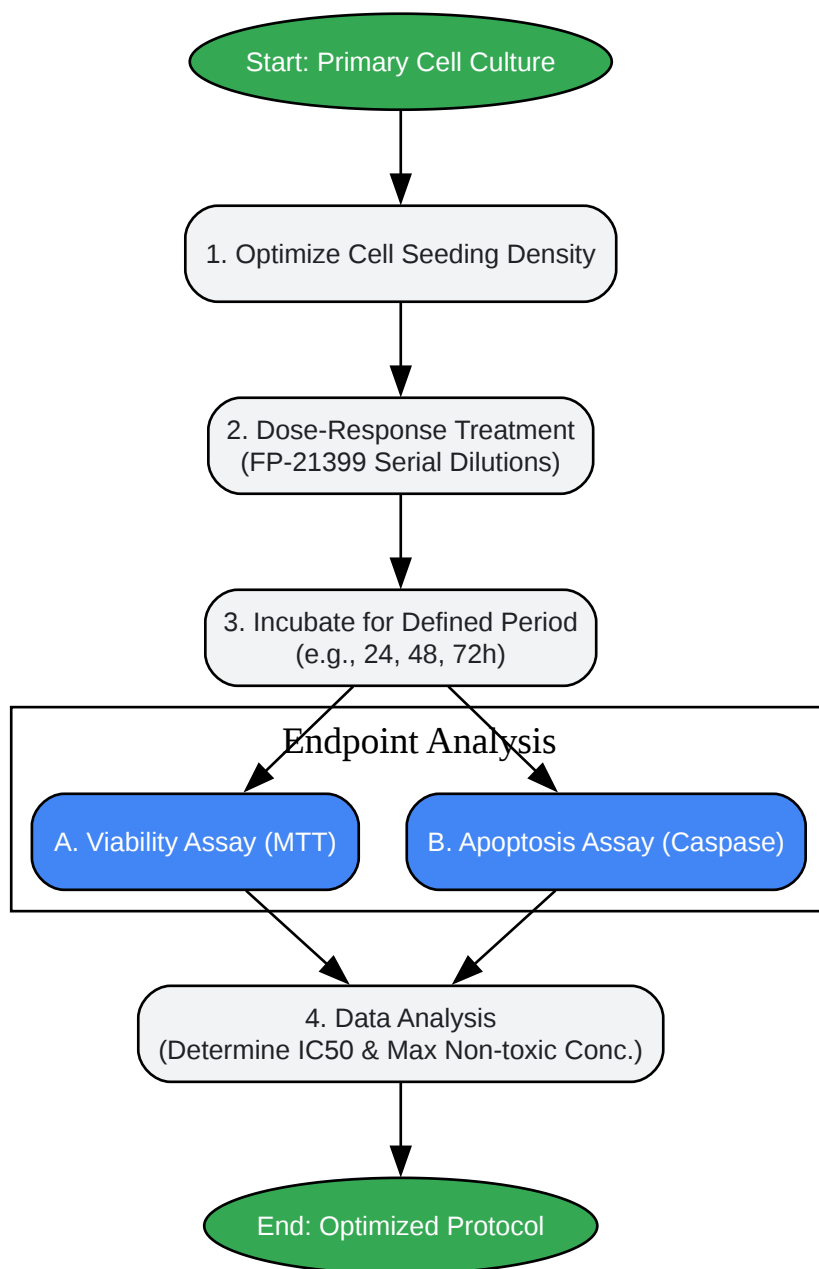 Start: Primary Cell Culture
1. Optimize Cell Seeding Density
2. Dose-Response Treatment
(FP-21399 Serial Dilutions)
3. Incubate for Defined Period
(e.g., 24, 48, 72h)
Endpoint Analysis
A. Viability Assay (MTT)
B. Apoptosis Assay (Caspase)
4. Data Analysis
(Determine IC50 & Max Non-toxic Conc.)
End: Optimized Protocol